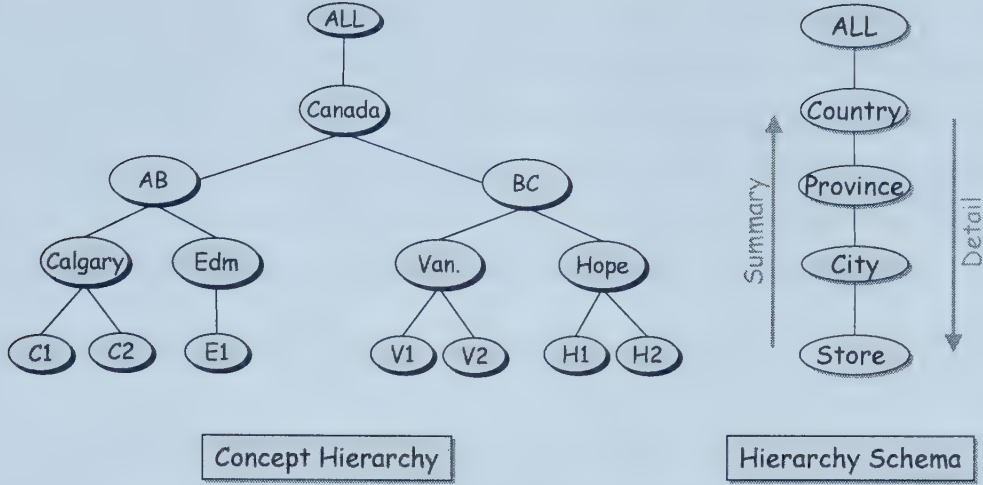 ALL
Canada
AB
BC
Calgary
Edm
Van.
Hope
C1
C2
E1
V1
V2
H1
H2
Concept Hierarchy
ALL
Country
Province
City
Store
Summary
Detail
Hierarchy Schema